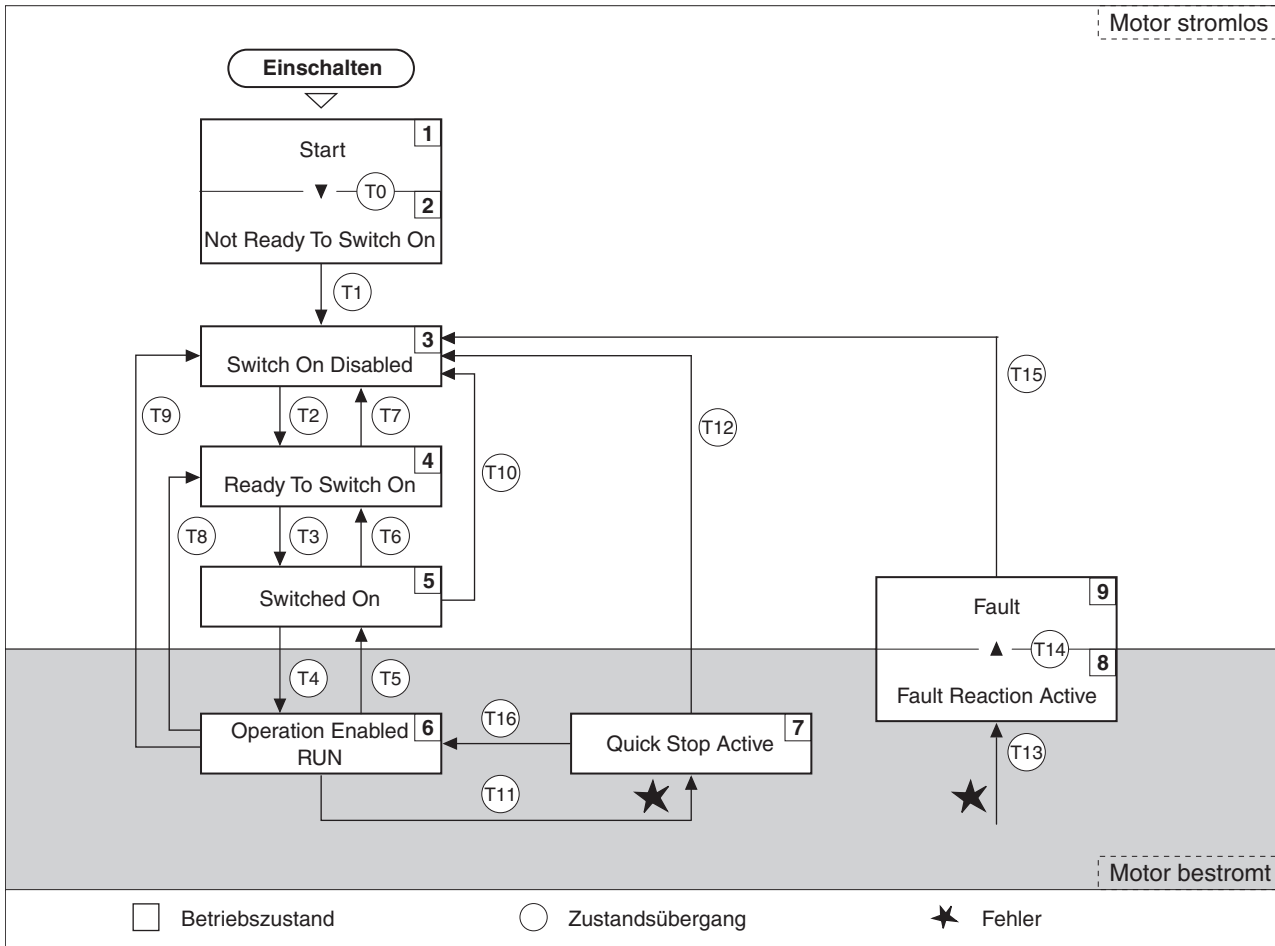 Motor stromlos
Einschalten
1
Start
T0
2
Not Ready To Switch On
T1
3
Switch On Disabled
T15
T9
T2
T7
T12
4
Ready To Switch On
T10
T8
T3
T6
5
Switched On
9
Fault
T14
8
Fault Reaction Active
T4
T5
6
Operation Enabled
RUN
T16
7
Quick Stop Active
T13
T11
Motor bestromt
Betriebszustand
Zustandsübergang
Fehler